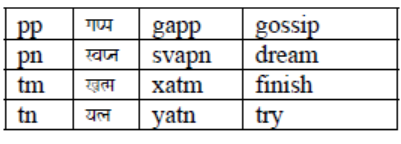 pp गप्प gapp gossip
pn स्वप्न svapn dream
tm ख़त्म xatm finish
tn यत्न yatn try